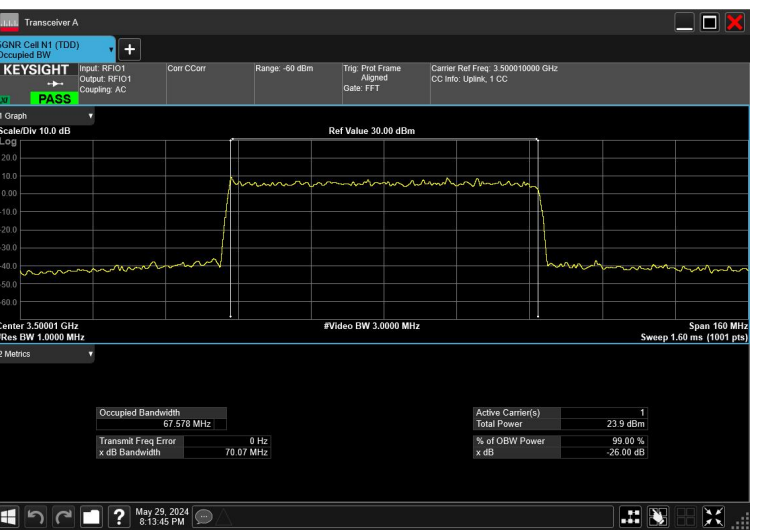 Transceiver A
5GNR Cell N1 (TDD)
Occupied BW
KEYSIGHT
PASS
Input: RFIO1
Output: RFIO1
Coupling: AC
Corr CCorr
Range: -60 dBm
Trig: Prot Frame
Aligned
Gate: FFT
Carrier Ref Freq: 3.500010000 GHz
CC Info: Uplink, 1 CC
1 Graph
Scale/Div 10.0 dB
Ref Value 30.00 dBm
Log
20.0
10.0
0.00
-10.0
-20.0
-30.0
-40.0
-50.0
-60.0
Center 3.50001 GHz
#Video BW 3.0000 MHz
Span 160 MHz
#Res BW 1.0000 MHz
Sweep 1.60 ms (1001 pts)
2 Metrics
Occupied Bandwidth
67.578 MHz
Transmit Freq Error 0 Hz
x dB Bandwidth 70.07 MHz
Active Carrier(s) 1
Total Power 23.9 dBm
% of OBW Power 99.00 %
x dB -26.00 dB
May 29, 2024
8:13:45 PM